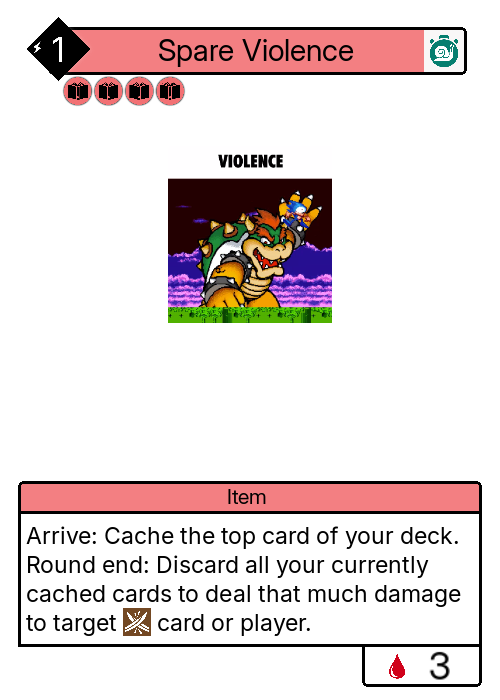 1
Spare Violence
VIOLENCE
Item
Arrive: Cache the top card of your deck.
Round end: Discard all your currently
cached cards to deal that much damage
to target card or player.
3